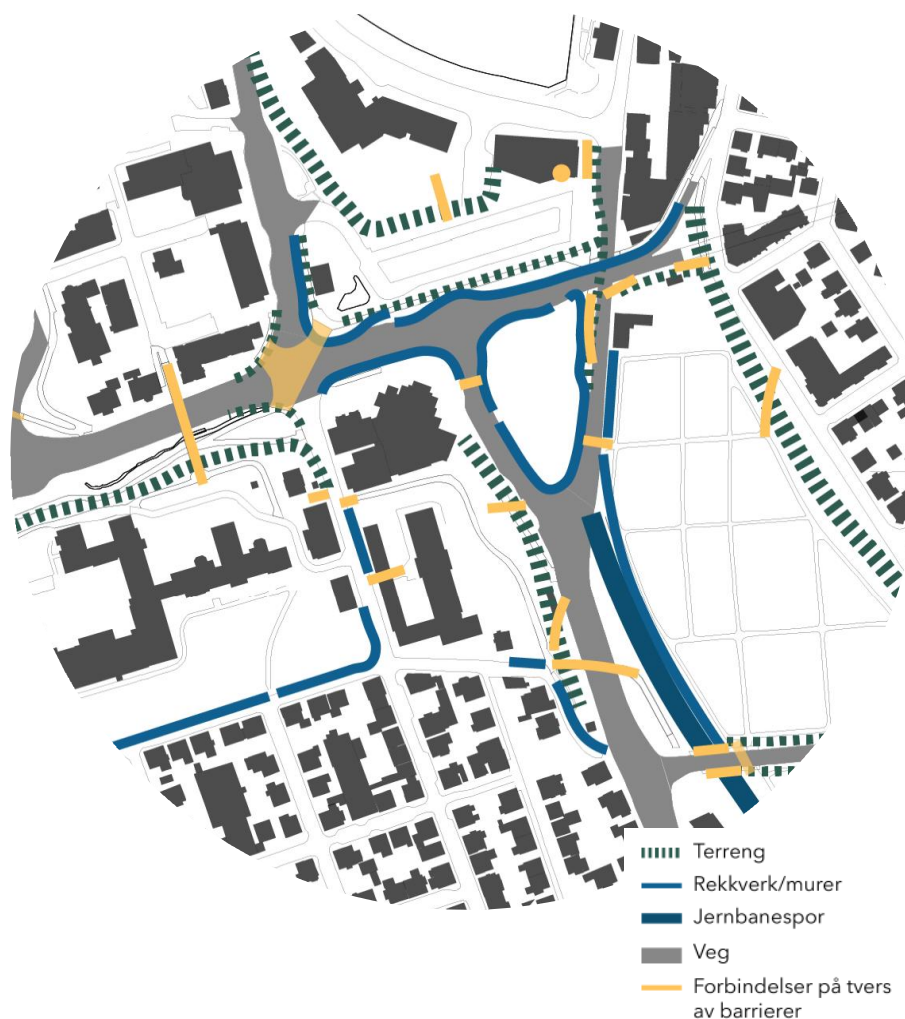 Terreng
Rekkverk/murer
Jernbanespor
Veg
Forbindelser på tvers
av barrierer